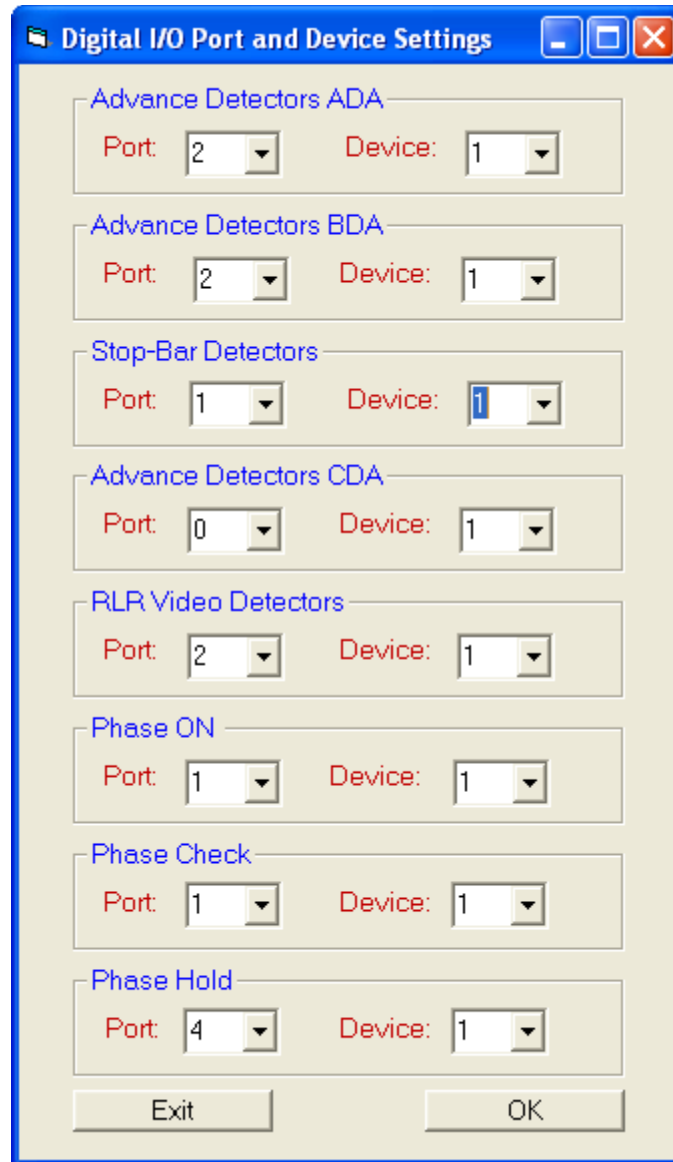 Digital I/O Port and Device Settings
Advance Detectors ADA
Port: 2 Device: 1
Advance Detectors BDA
Port: 2 Device: 1
Stop-Bar Detectors
Port: 1 Device: 1
Advance Detectors CDA
Port: 0 Device: 1
RLR Video Detectors
Port: 2 Device: 1
Phase ON
Port: 1 Device: 1
Phase Check
Port: 1 Device: 1
Phase Hold
Port: 4 Device: 1
Exit OK